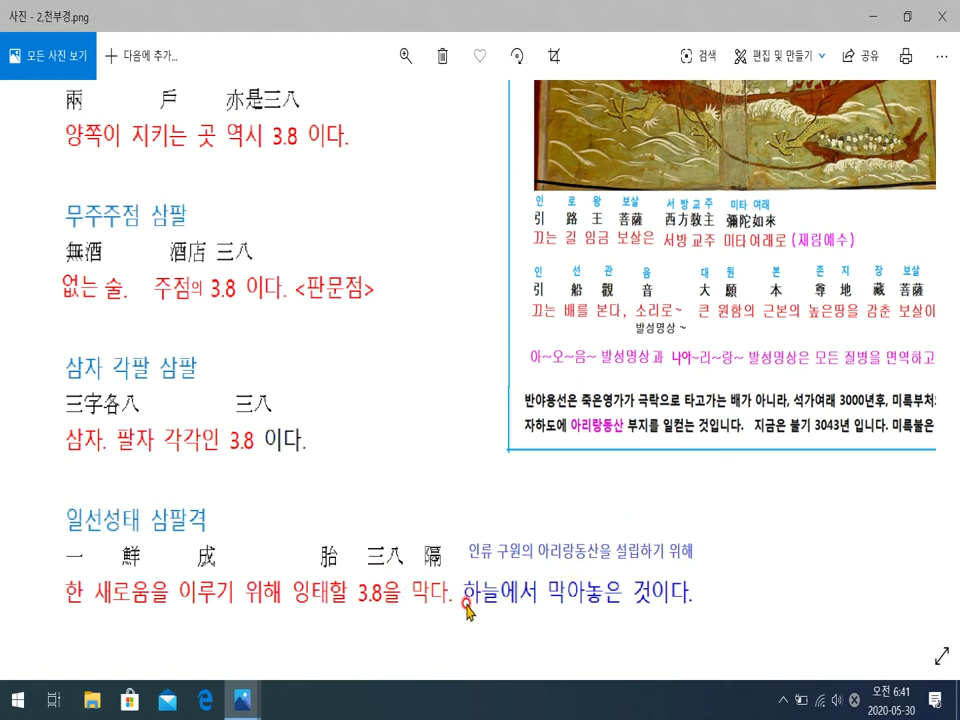 사진 - 2,천부경.png
모든 사진 보기
다음에 추가...
검색
편집 및 만들기
공유
兩 戶 亦是三八
양쪽이 지키는 곳 역시 3.8 이다.
무주주점 삼팔
無酒 酒店 三八
없는 술. 주점의 3.8 이다. <판문점>
삼자 각팔 삼팔
三字各八 三八
삼자. 팔자 각각인 3.8 이다.
일선성태 삼팔격
一 鮮 成 胎 三八 隔
한 새로움을 이루기 위해 잉태할 3.8을 막다. 하늘에서 막아놓은 것이다.
인류 구원의 아리랑동산을 설립하기 위해
인 로 왕 보살 서 방 교 주 미타 여래
引 路 王 菩薩 西方敎主 彌陀如來
끄는 길 임금 보살은 서방 교주 미타여래로 (재림예수)
인 선 관 음 대 원 본 존 지 장 보살
引 船 觀 音 大 願 本 尊 地 藏 菩薩
끄는 배를 본다, 소리로~ 큰 원함의 근본의 높은땅을 감춘 보살이
발성명상 ~
아~오~음~ 발성명상과 나아~리~랑~ 발성명상은 모든 질병을 면역하고
반야용선은 죽은영가가 극락으로 타고가는 배가 아니라, 석가여래 3000년후, 미륵부처
자하도에 아리랑동산 부지를 일컫는 것입니다. 지금은 불기 3043년 입니다. 미륵불은
오전 6:41
2020-05-30